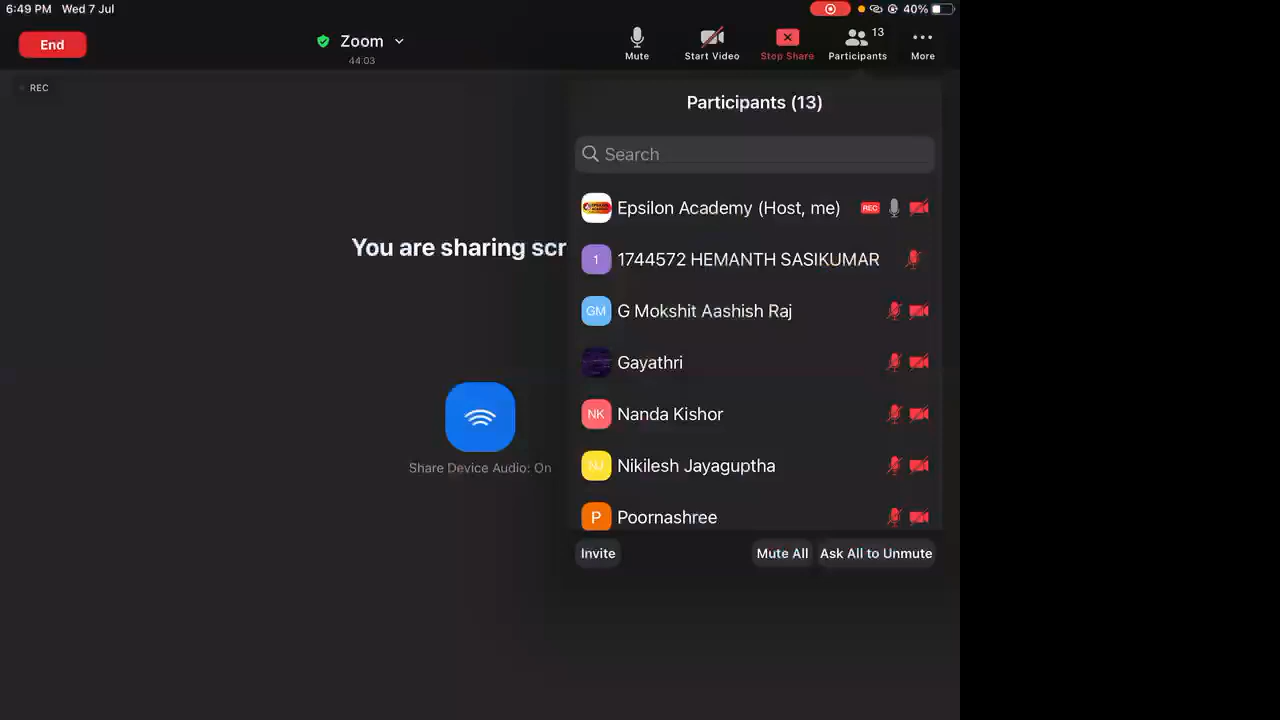 6:49 PM Wed 7 Jul
40%
End
Zoom
44:03
Mute
Start Video
Stop Share
Participants
13
More
REC
Participants (13)
Search
Epsilon Academy (Host, me)
REC
1
1744572 HEMANTH SASIKUMAR
GM
G Mokshit Aashish Raj
Gayathri
NK
Nanda Kishor
NJ
Nikilesh Jayaguptha
P
Poornashree
You are sharing scr
Share Device Audio: On
Invite
Mute All
Ask All to Unmute